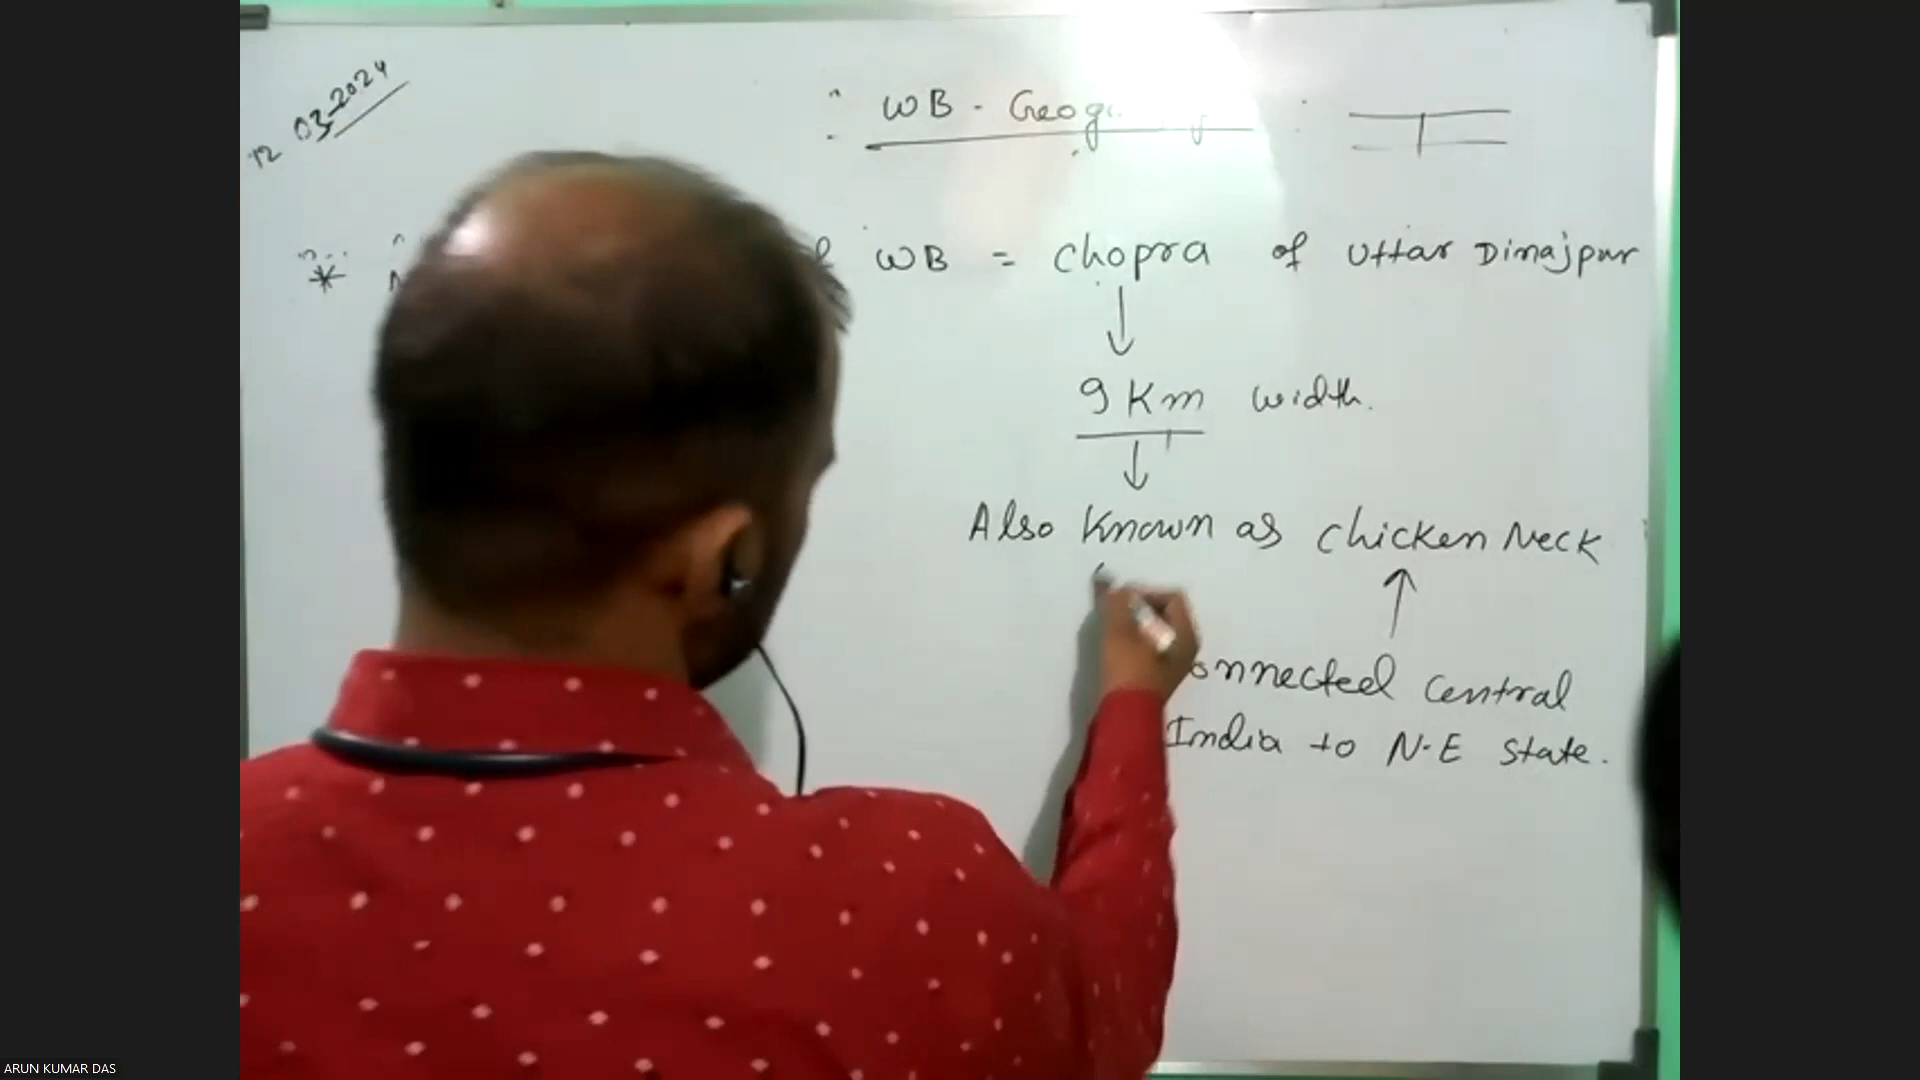 12 03-2024
WB - Geog
* WB = Chopra of Uttar Dinajpur
9 Km width.
Also Known as Chicken Neck
onnected Central
India to N-E State.
ARUN KUMAR DAS